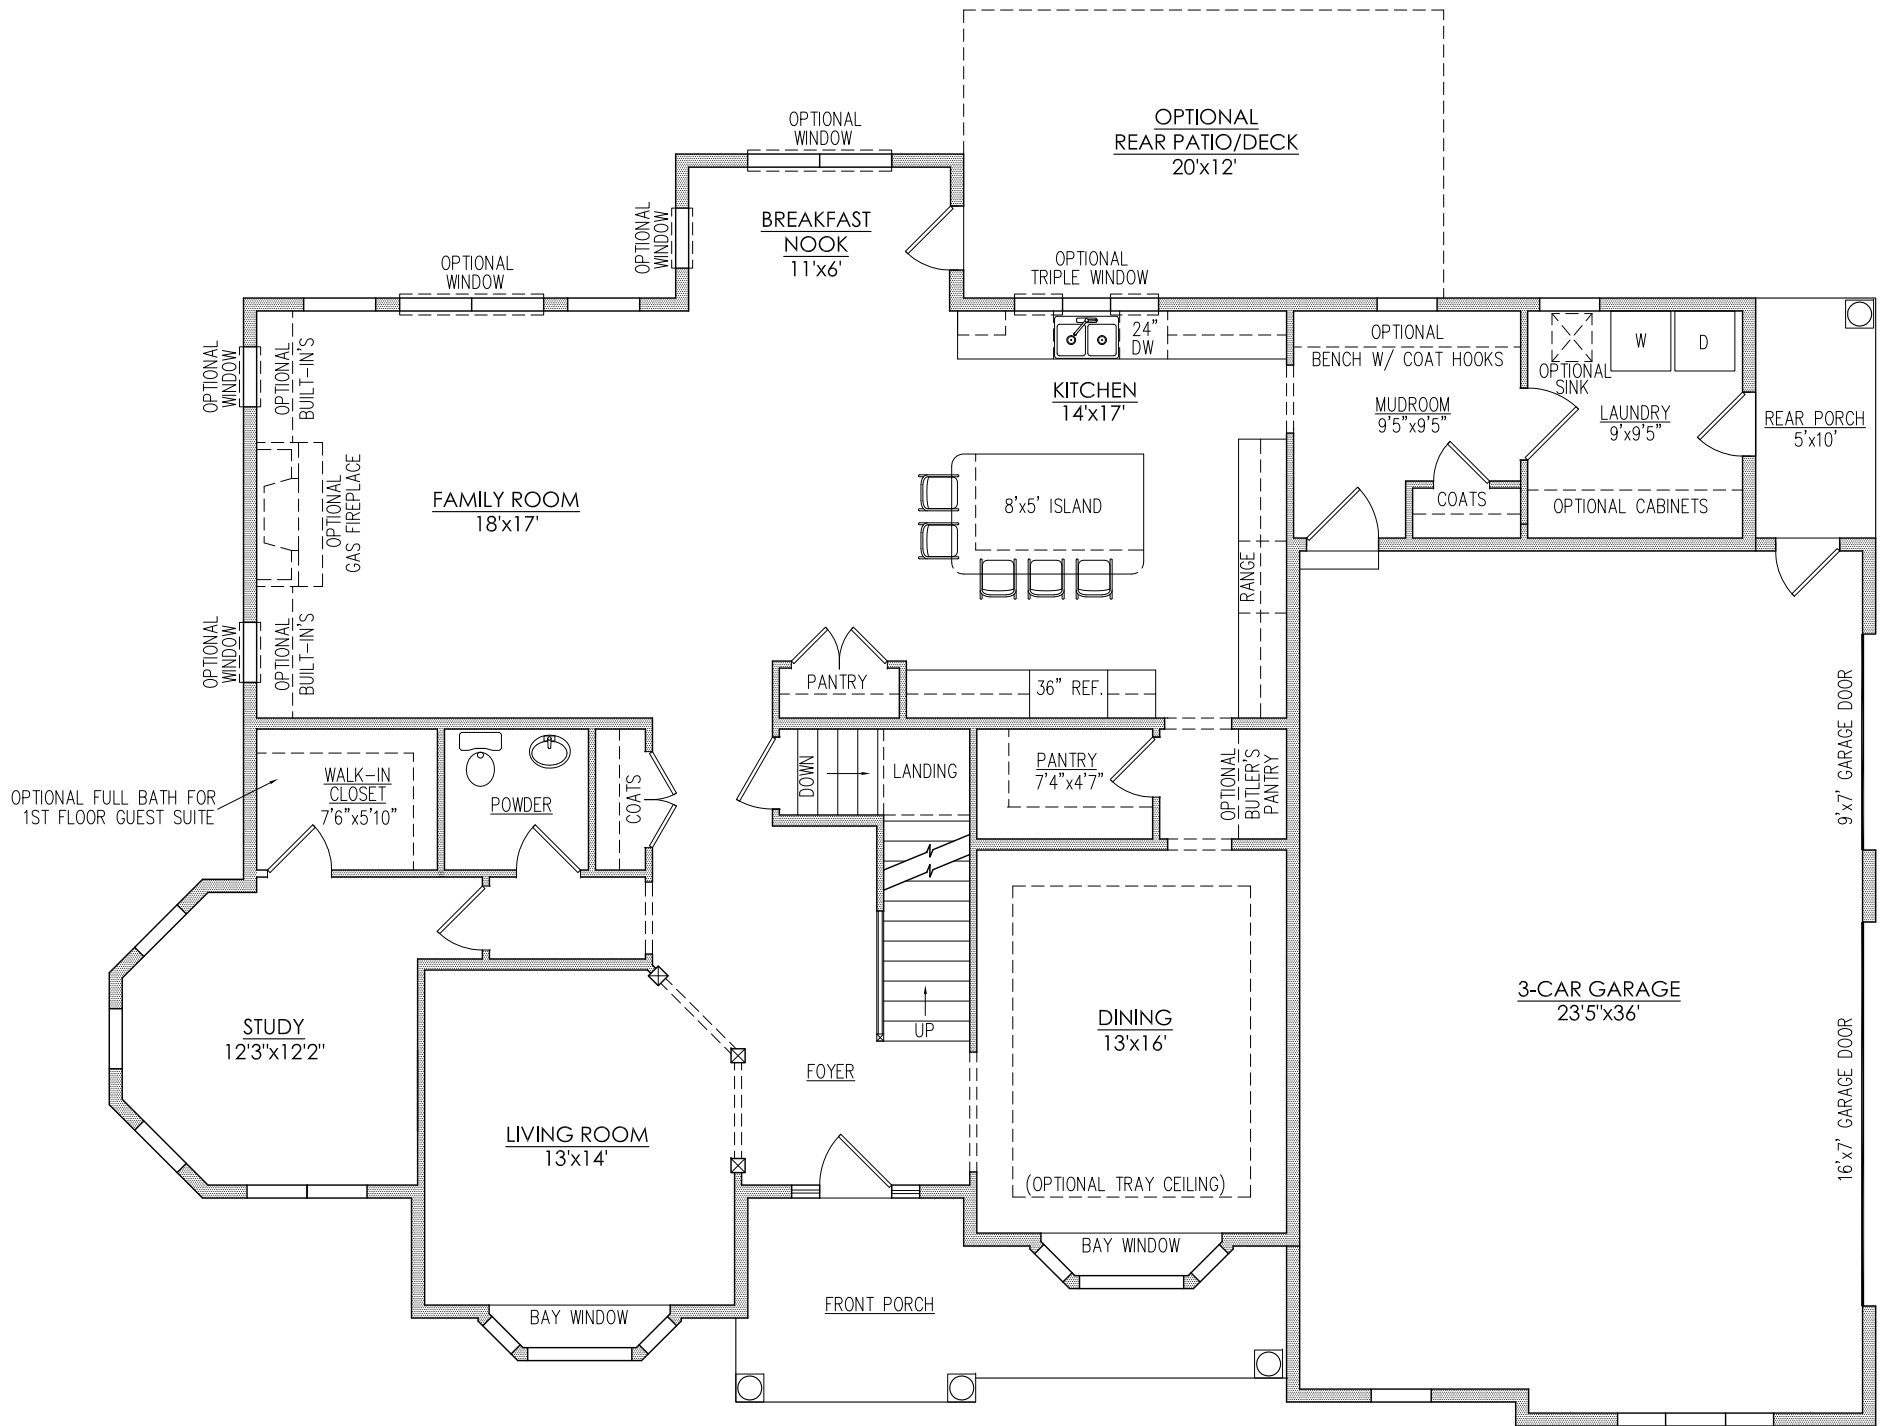 OPTIONAL
WINDOW
OPTIONAL
REAR PATIO/DECK
20'x12'
BREAKFAST
NOOK
11'x6'
OPTIONAL
WINDOW
OPTIONAL
WINDOW
OPTIONAL
TRIPLE WINDOW
OPTIONAL
WINDOW
OPTIONAL
BUILT-IN'S
24"
DW
OPTIONAL
BENCH W/ COAT HOOKS
OPTIONAL
SINK
W
D
KITCHEN
14'x17'
MUDROOM
9'5"x9'5"
LAUNDRY
9'x9'5"
REAR PORCH
5'x10'
FAMILY ROOM
18'x17'
OPTIONAL
GAS FIREPLACE
8'x5' ISLAND
COATS
OPTIONAL CABINETS
RANGE
OPTIONAL
WINDOW
OPTIONAL
BUILT-IN'S
PANTRY
36" REF.
9'x7' GARAGE DOOR
OPTIONAL FULL BATH FOR
1ST FLOOR GUEST SUITE
WALK-IN
CLOSET
7'6"x5'10"
POWDER
COATS
DOWN
LANDING
PANTRY
7'4"x4'7"
OPTIONAL
BUTLER'S
PANTRY
STUDY
12'3"x12'2"
UP
DINING
13'x16'
3-CAR GARAGE
23'5"x36'
FOYER
16'x7' GARAGE DOOR
LIVING ROOM
13'x14'
(OPTIONAL TRAY CEILING)
BAY WINDOW
FRONT PORCH
BAY WINDOW